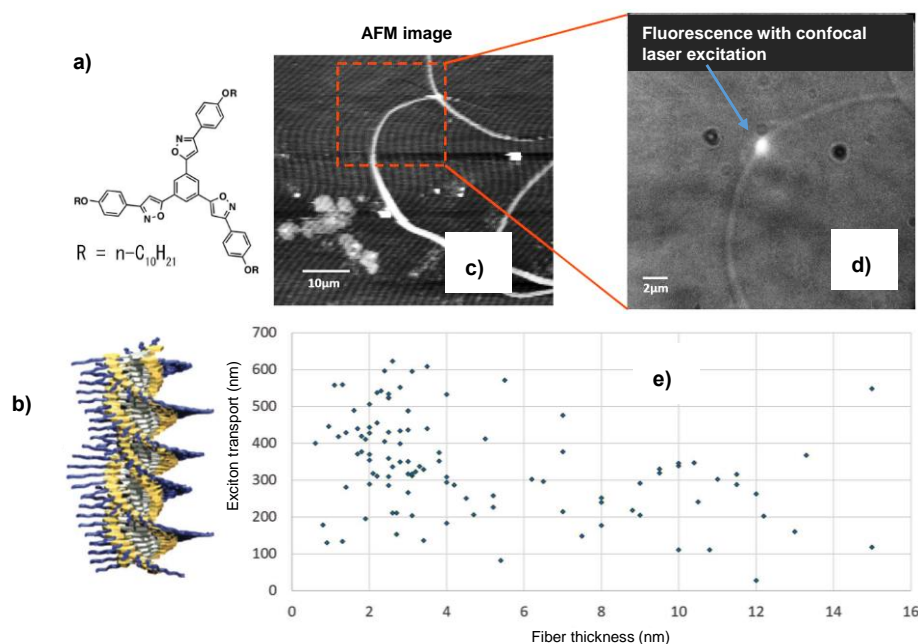 AFM image
Fluorescence with confocal
laser excitation
a)
OR
N
O
O
N
RO
N
O
OR
R = n-C₁₀H₂₁
10µm
c)
d)
2µm
b)
e)
700
600
500
400
300
200
100
0
Exciton transport (nm)
0 2 4 6 8 10 12 14 16
Fiber thickness (nm)